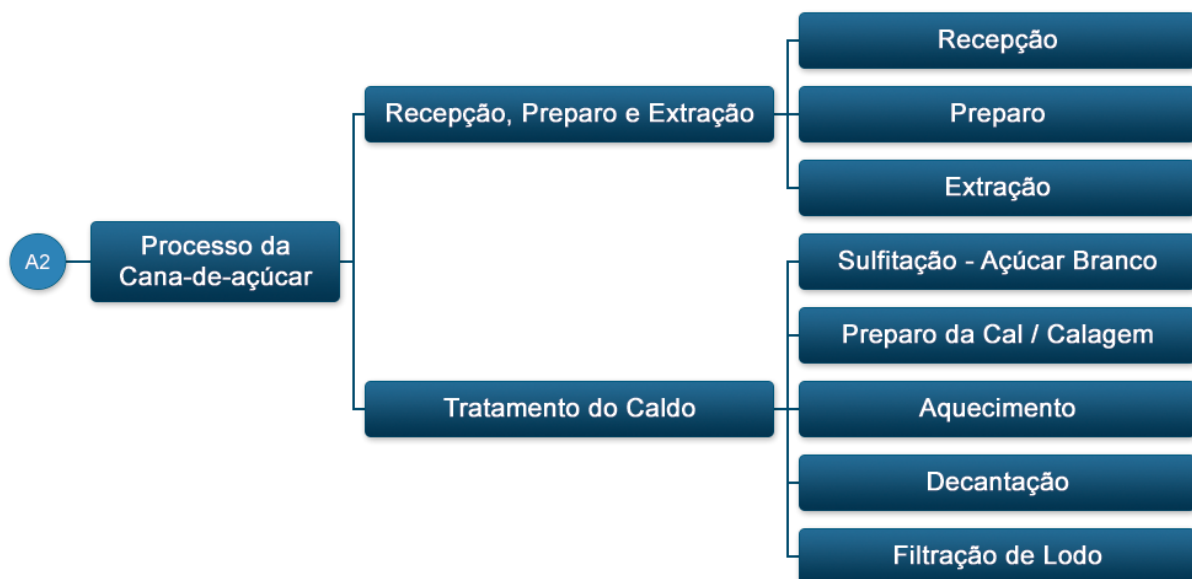 A2
Processo da
Cana-de-açúcar
Recepção, Preparo e Extração
Recepção
Preparo
Extração
Tratamento do Caldo
Sulfitação - Açúcar Branco
Preparo da Cal / Calagem
Aquecimento
Decantação
Filtração de Lodo